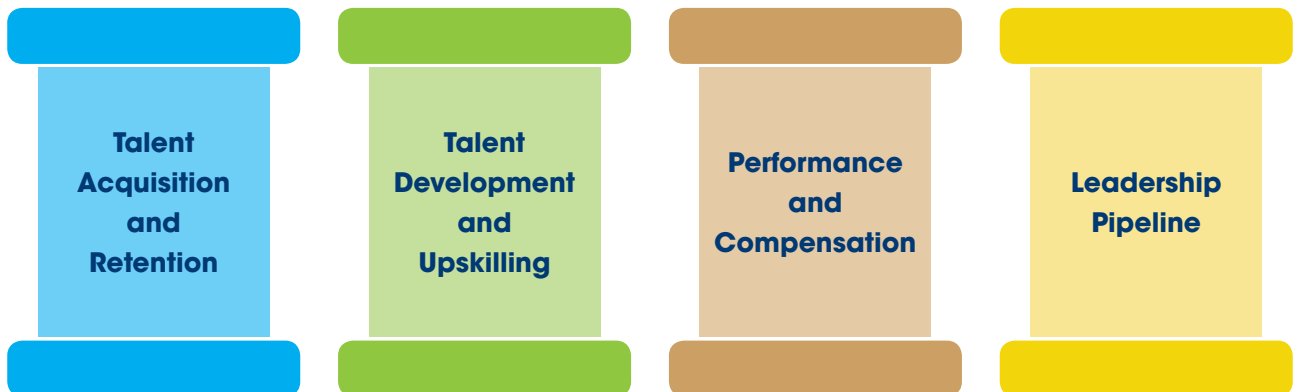 Talent
Acquisition
and
Retention
Talent
Development
and
Upskilling
Performance
and
Compensation
Leadership
Pipeline